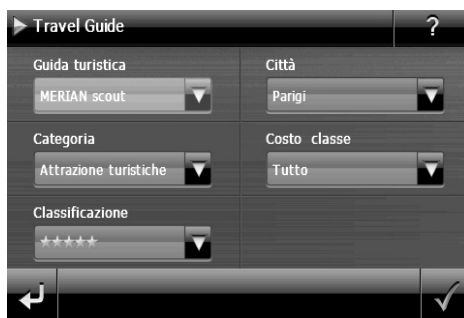 Travel Guide ?
Guida turistica
MERIAN scout
Città
Parigi
Categoria
Attrazione turistiche
Costo classe
Tutto
Classificazione
★★★★★